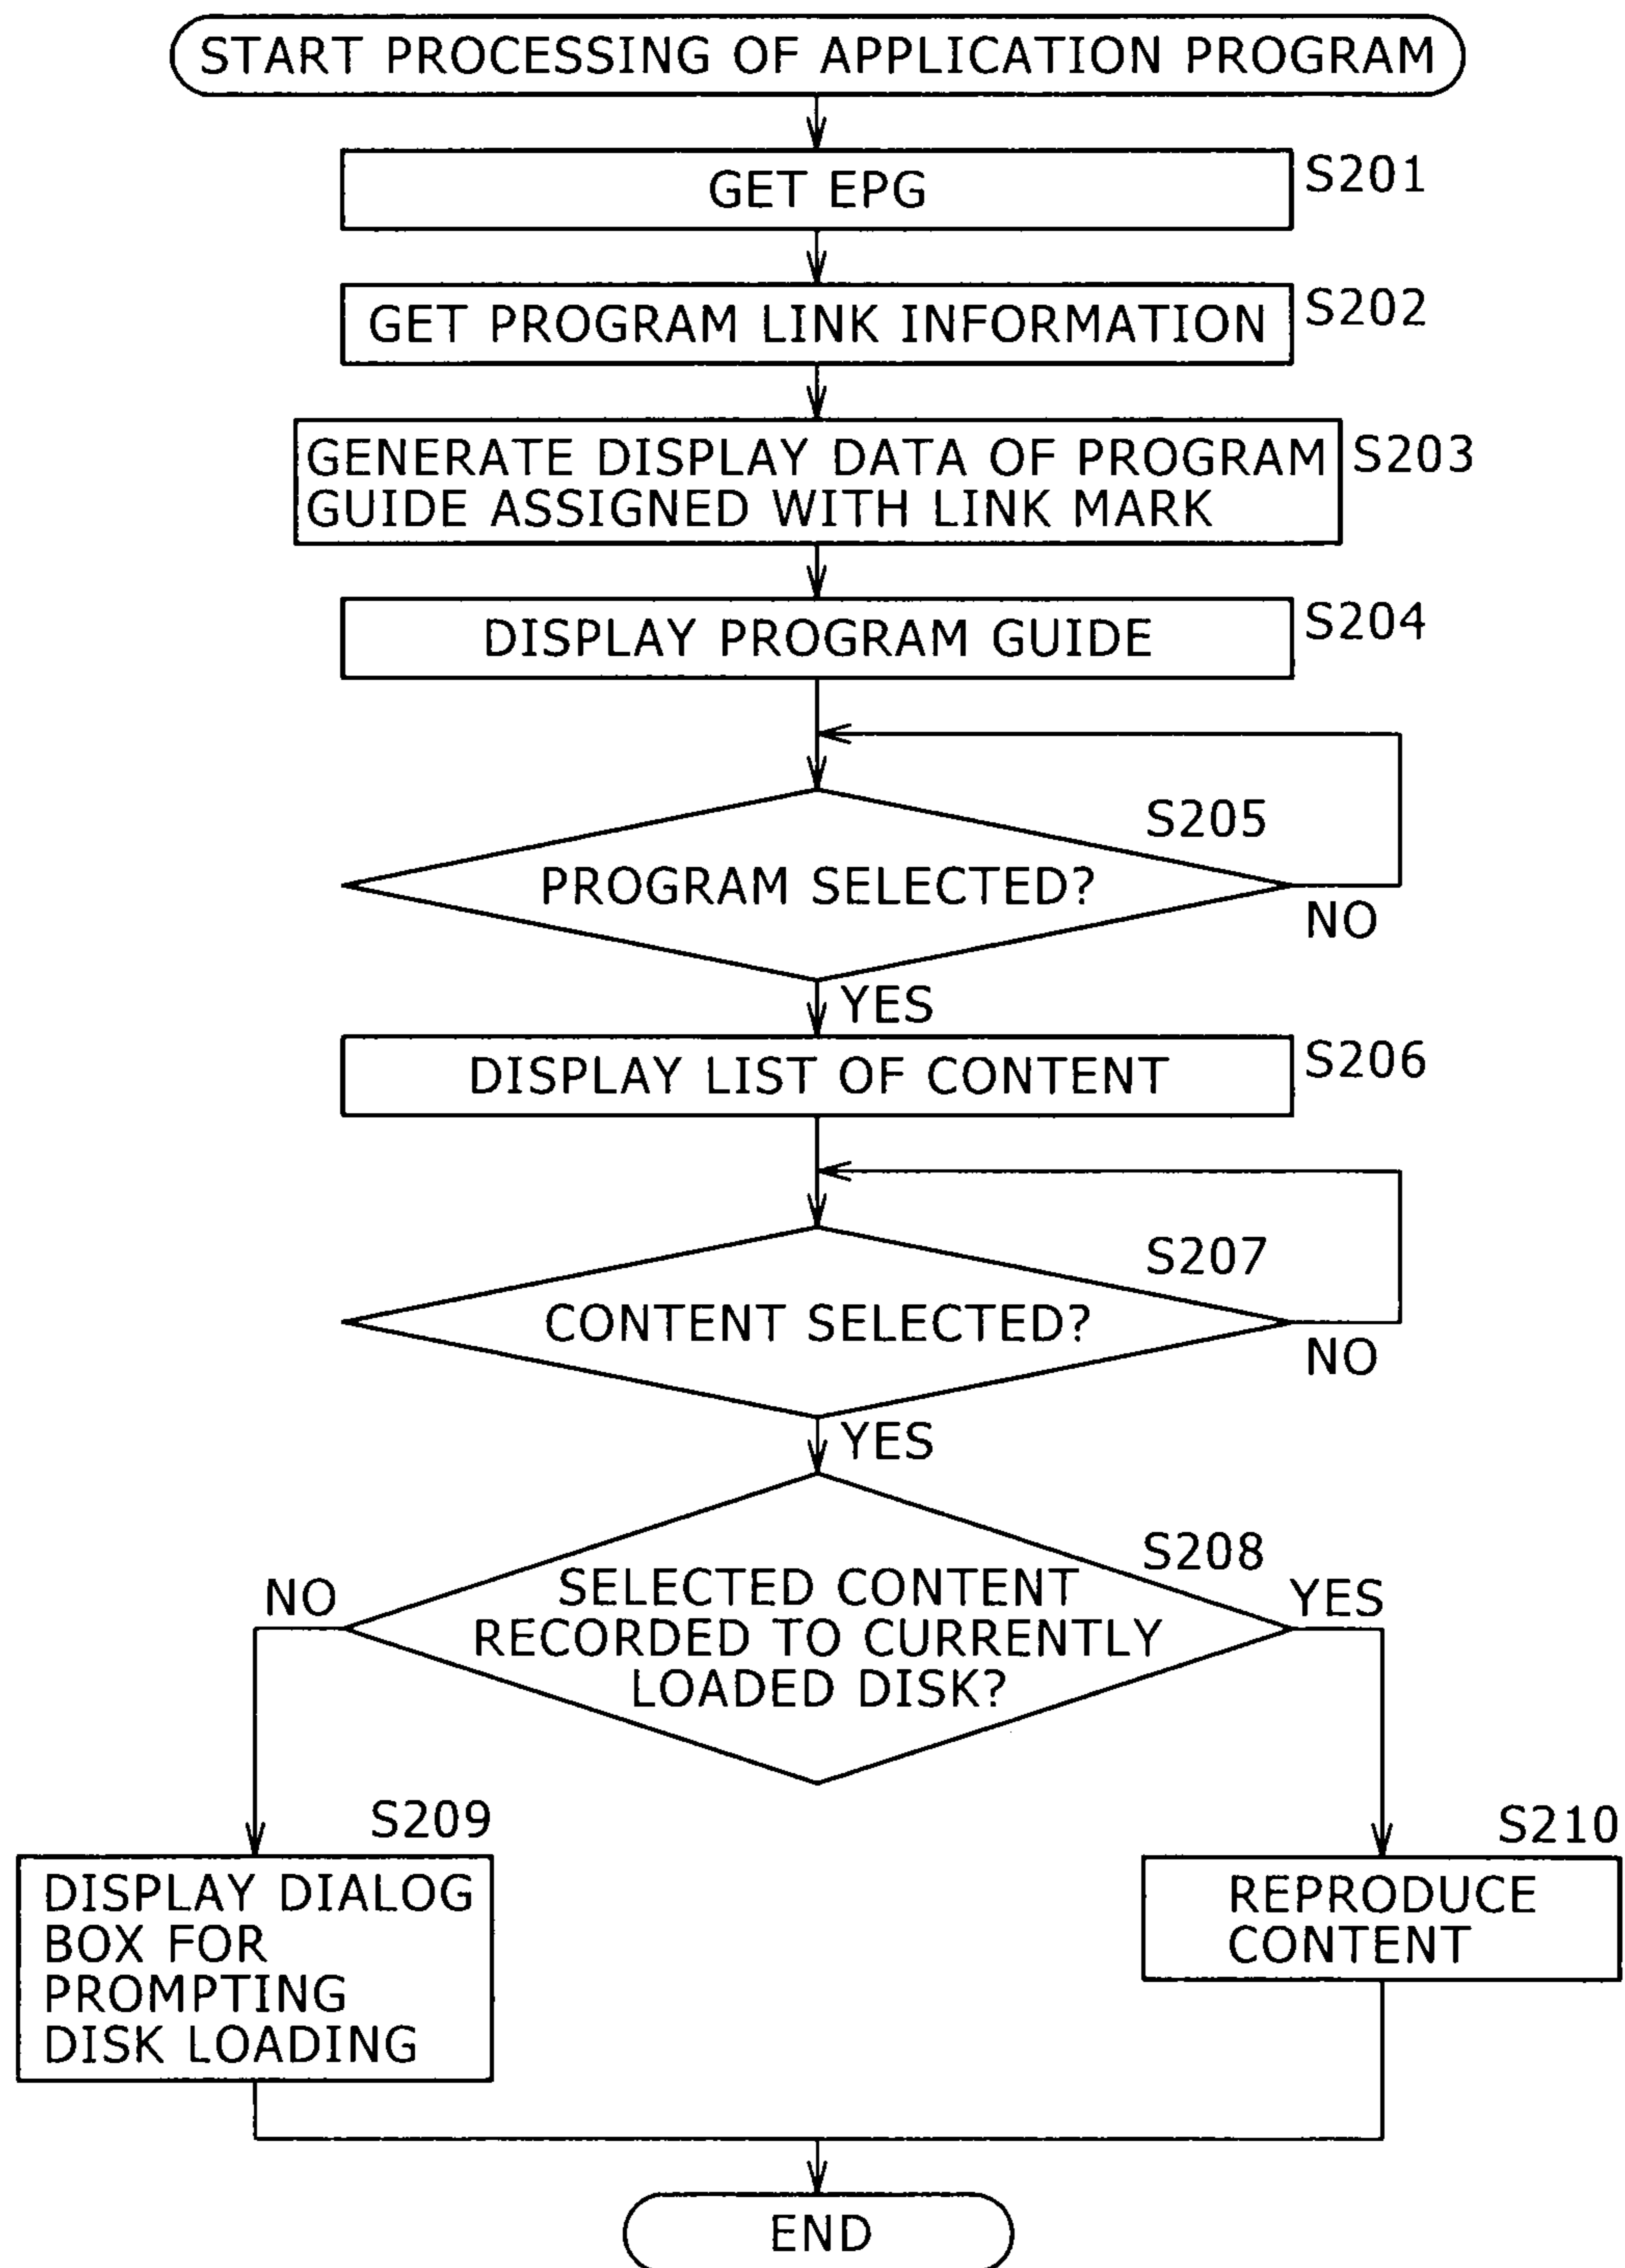 START PROCESSING OF APPLICATION PROGRAM
GET EPG
S201
GET PROGRAM LINK INFORMATION
S202
GENERATE DISPLAY DATA OF PROGRAM
GUIDE ASSIGNED WITH LINK MARK
S203
DISPLAY PROGRAM GUIDE
S204
S205
PROGRAM SELECTED?
NO
YES
DISPLAY LIST OF CONTENT
S206
S207
CONTENT SELECTED?
NO
YES
S208
SELECTED CONTENT
RECORDED TO CURRENTLY
LOADED DISK?
NO
YES
S209
DISPLAY DIALOG
BOX FOR
PROMPTING
DISK LOADING
S210
REPRODUCE
CONTENT
END